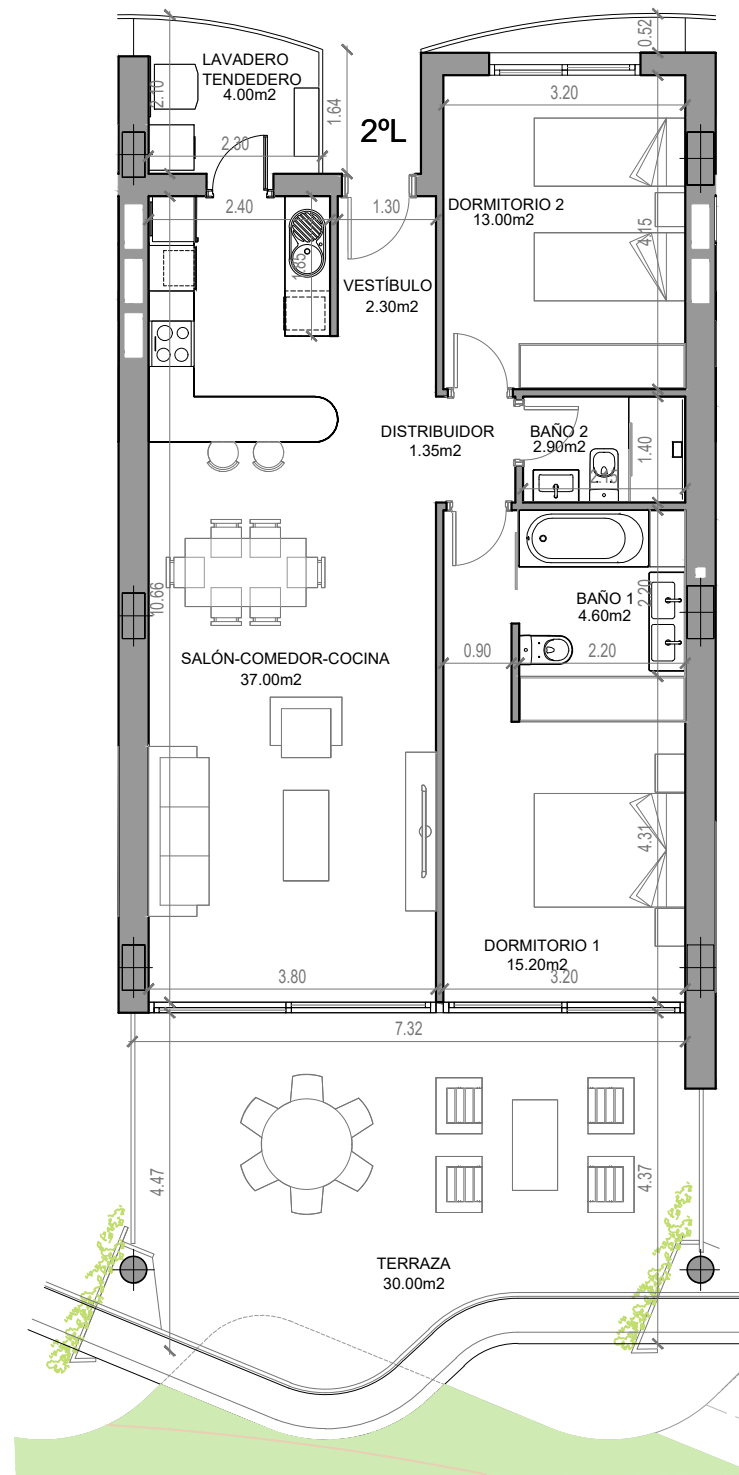 0.52
LAVADERO
TENDEDERO
4.00m2
2.10
1.64
3.20
2ºL
2.30
2.40
1.30
DORMITORIO 2
13.00m2
4.15
1.85
VESTÍBULO
2.30m2
DISTRIBUIDOR
1.35m2
BAÑO 2
2.90m2
1.40
10.66
BAÑO 1
4.60m2
2.20
SALÓN-COMEDOR-COCINA
37.00m2
0.90
2.20
4.31
DORMITORIO 1
15.20m2
3.80
3.20
7.32
4.47
4.37
TERRAZA
30.00m2